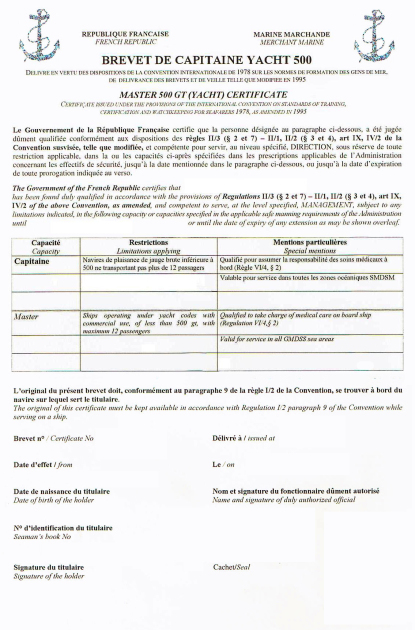 REPUBLIQUE FRANCAISE
FRENCH REPUBLIC
MARINE MARCHANDE
MERCHANT MARINE
BREVET DE CAPITAINE YACHT 500
DELIVRE EN VERTU DES DISPOSITIONS DE LA CONVENTION INTERNATIONALE DE 1978 SUR LES NORMES DE FORMATION DES GENS DE MER,
DE DELIVRANCE DES BREVETS ET DE VEILLE TELLE QUE MODIFIEE EN 1995
MASTER 500 GT (YACHT) CERTIFICATE
CERTIFICATE ISSUED UNDER THE PROVISIONS OF THE INTERNATIONAL CONVENTION ON STANDARDS OF TRAINING,
CERTIFICATION AND WATCHKEEPING FOR SEAFARERS 1978, AS AMENDED IN 1995
Le Gouvernement de la République Française certifie que la personne désignée au paragraphe ci-dessous, a été jugée
dûment qualifiée conformément aux dispositions des règles II/3 (§ 2 et 7) – II/1, II/2 (§ 3 et 4), art IX, IV/2 de la
Convention susvisée, telle que modifiée, et compétente pour servir, au niveau spécifié, DIRECTION, sous réserve de toute
restriction applicable, dans la ou les capacités ci-après spécifiées dans les prescriptions applicables de l'Administration
concernant les effectifs de sécurité, jusqu'à la date mentionnée dans le paragraphe ci-dessous, ou jusqu'à la date d'expiration
de toute prorogation indiquée au verso.
The Government of the French Republic certifies that
has been found duly qualified in accordance with the provisions of Regulations II/3 (§ 2 et 7) – II/1, II/2 (§ 3 et 4), art IX,
IV/2 of the above Convention, as amended, and competent to serve, at the level specified, MANAGEMENT, subject to any
limitations indicated, in the following capacity or capacities specified in the applicable safe manning requirements of the Administration
until or until the date of expiry of any extension as may be shown overleaf.
Capacité Restrictions Mentions particulières
Capacity Limitations applying Special mentions
Capitaine Navires de plaisance de jauge brute inférieure à Qualifié pour assumer la responsabilité des soins médicaux à
500 ne transportant pas plus de 12 passagers bord (Règle VI/4, § 2)
Valable pour service dans toutes les zones océaniques SMDSM
Master Ships operating under yacht codes with Qualified to take charge of medical care on board ship
commercial use, of less than 500 gt, with (Regulation VI/4,§ 2)
maximum 12 passengers
Valid for service in all GMDSS sea areas
L'original du présent brevet doit, conformément au paragraphe 9 de la règle I/2 de la Convention, se trouver à bord du
navire sur lequel sert le titulaire.
The original of this certificate must be kept available in accordance with Regulation I/2 paragraph 9 of the Convention while
serving on a ship.
Brevet n° / Certificate No Délivré à / issued at
Date d'effet / from Le / on
Date de naissance du titulaire Nom et signature du fonctionnaire dûment autorisé
Date of birth of the holder Name and signature of duly authorized official
N° d'identification du titulaire
Seaman's book No
Signature du titulaire Cachet/Seal
Signature of the holder